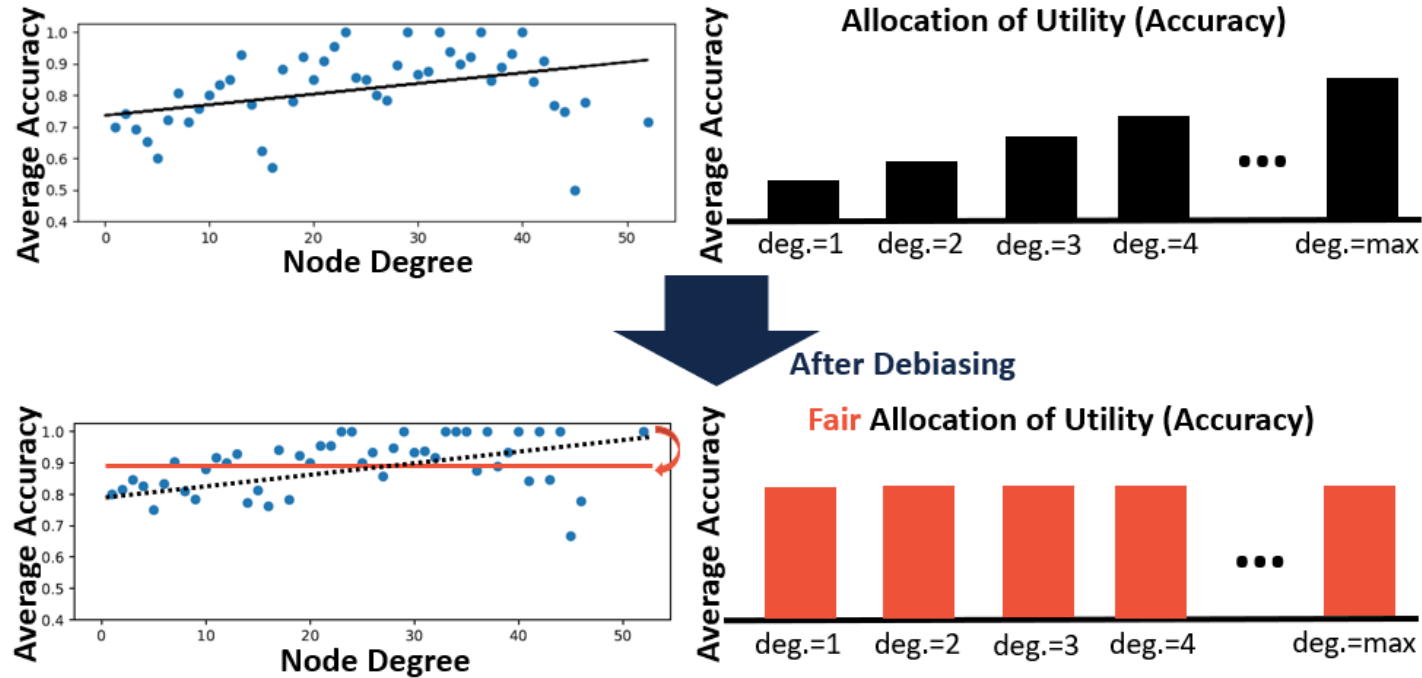 Average Accuracy
1.0
0.9
0.8
0.7
0.6
0.5
0.4
0 10 20 30 40 50
Node Degree
Allocation of Utility (Accuracy)
Average Accuracy
deg.=1 deg.=2 deg.=3 deg.=4 ... deg.=max
After Debiasing
Average Accuracy
1.0
0.9
0.8
0.7
0.6
0.5
0.4
0 10 20 30 40 50
Node Degree
Fair Allocation of Utility (Accuracy)
Average Accuracy
deg.=1 deg.=2 deg.=3 deg.=4 ... deg.=max